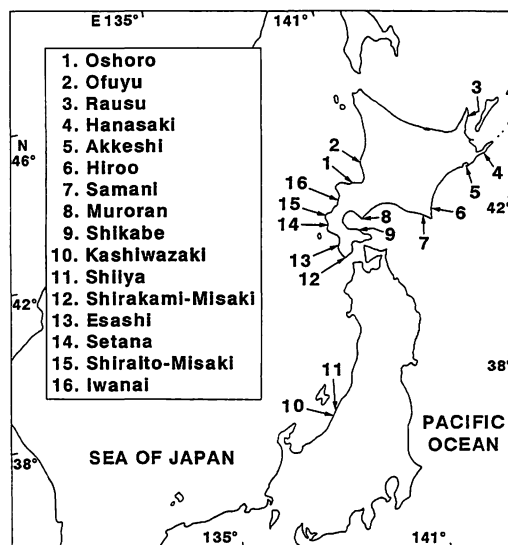 E 135°
141°
1. Oshoro
2. Ofuyu
3. Rausu
4. Hanasaki
5. Akkeshi
6. Hiroo
7. Samani
8. Muroran
9. Shikabe
10. Kashiwazaki
11. Shiiya
12. Shirakami-Misaki
13. Esashi
14. Setana
15. Shiraito-Misaki
16. Iwanai
N
46°
42°
38°
3
2
1
16
15
14
13
12
8
9
7
6
5
4
42°
38°
11
10
PACIFIC
OCEAN
SEA OF JAPAN
135°
141°